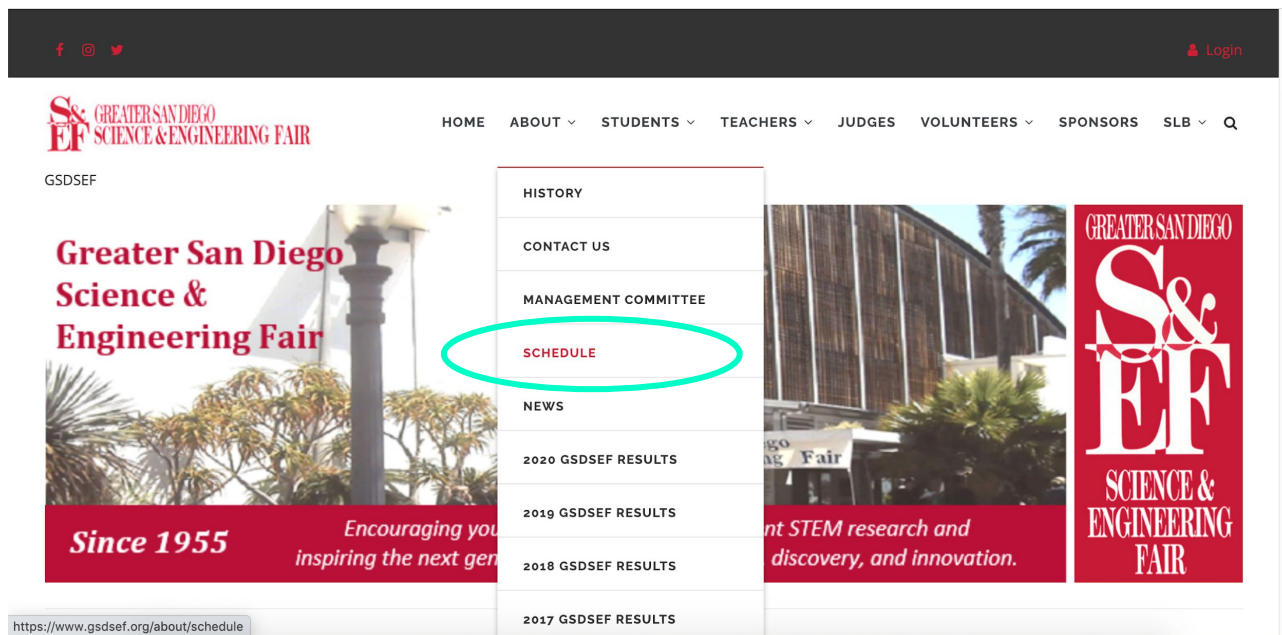 Login
S& EF GREATER SAN DIEGO
SCIENCE & ENGINEERING FAIR
HOME ABOUT STUDENTS TEACHERS JUDGES VOLUNTEERS SPONSORS SLB
GSDSEF
HISTORY
CONTACT US
MANAGEMENT COMMITTEE
SCHEDULE
NEWS
2020 GSDSEF RESULTS
2019 GSDSEF RESULTS
2018 GSDSEF RESULTS
2017 GSDSEF RESULTS
Greater San Diego
Science &
Engineering Fair
Fair
Since 1955
Encouraging
STEM research and
inspiring the next
discovery, and innovation.
GREATER SAN DIEGO
S&
EF
SCIENCE &
ENGINEERING
FAIR
https://www.gsdsef.org/about/schedule